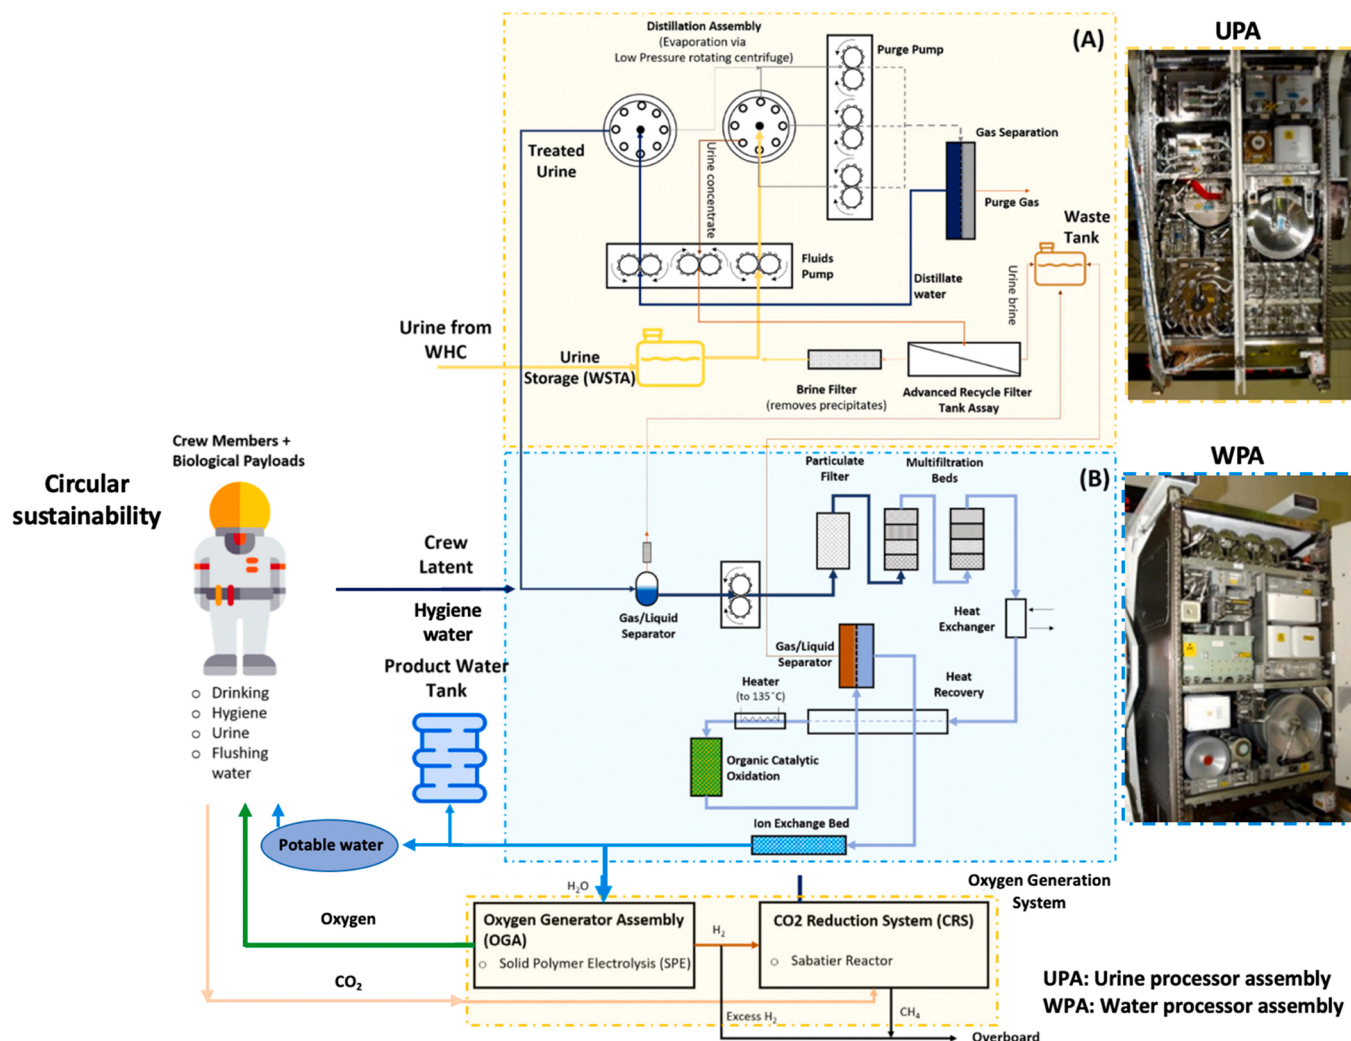 Distillation Assembly
(Evaporation via
Low Pressure rotating centrifuge)
(A)
UPA
Purge Pump
Gas Separation
Treated
Urine
Urine concentrate
Purge Gas
Waste
Tank
Fluids
Pump
Distillate
water
Urine brine
Urine from
WHC
Urine
Storage (WSTA)
Brine Filter
(removes precipitates)
Advanced Recycle Filter
Tank Assay
Crew Members +
Biological Payloads
Circular
sustainability
(B)
WPA
Particulate
Filter
Multifiltration
Beds
Crew
Latent
Hygiene
water
Gas/Liquid
Separator
Heat
Exchanger
Gas/Liquid
Separator
Product Water
Tank
Heater
(to 135˚C)
Heat
Recovery
Drinking
Hygiene
Urine
Flushing
water
Organic Catalytic
Oxidation
Ion Exchange Bed
Potable water
H₂O
Oxygen Generation
System
Oxygen
Oxygen Generator Assembly
(OGA)
Solid Polymer Electrolysis (SPE)
H₂
CO2 Reduction System (CRS)
Sabatier Reactor
CO₂
Excess H₂
CH₄
Overboard
UPA: Urine processor assembly
WPA: Water processor assembly